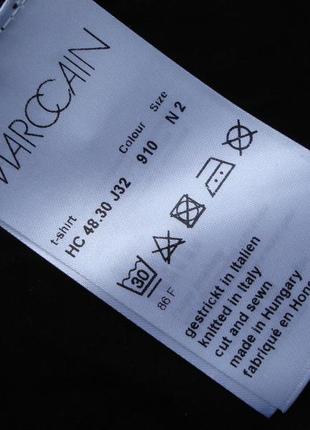 MARCCAIN
t-shirt Colour Size
HC 48.30 J32 910 N 2
30
86 F
gestrickt in Italien
knitted in Italy
cut and sewn
made in Hungary
fabriqué en Hon